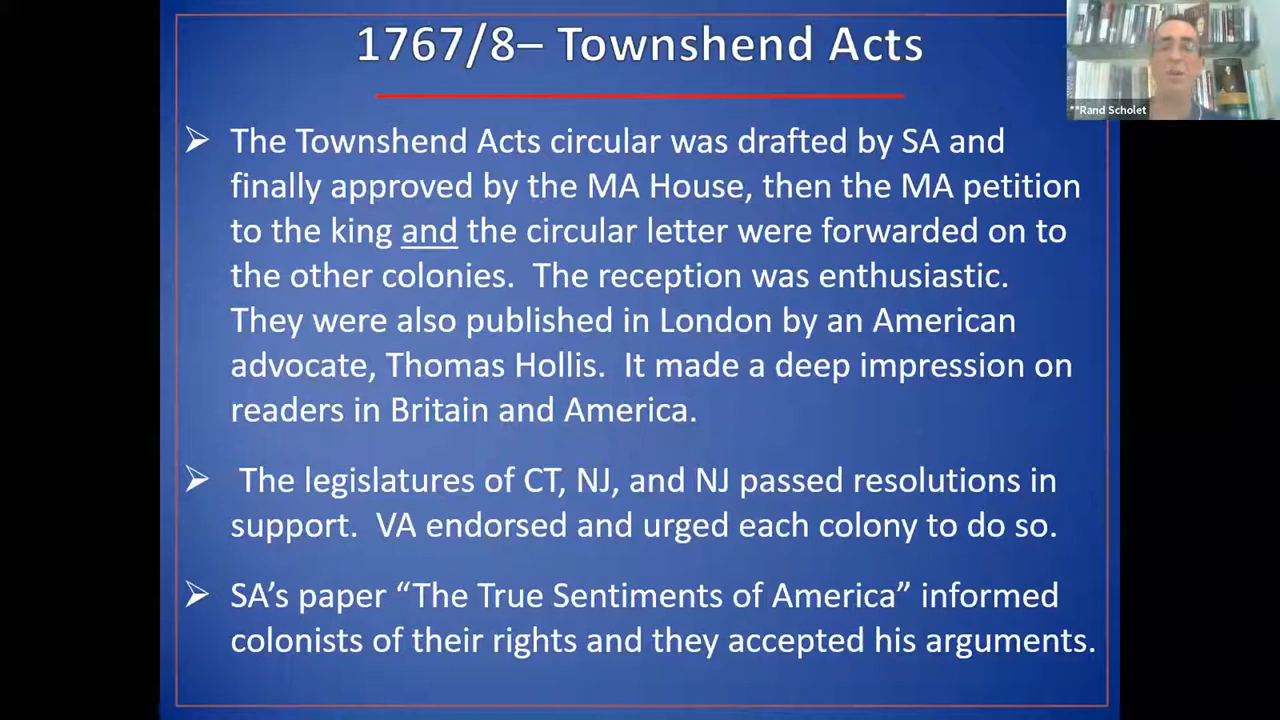 1767/8– Townshend Acts
**Rand Scholet
➢ The Townshend Acts circular was drafted by SA and
finally approved by the MA House, then the MA petition
to the king and the circular letter were forwarded on to
the other colonies. The reception was enthusiastic.
They were also published in London by an American
advocate, Thomas Hollis. It made a deep impression on
readers in Britain and America.
➢ The legislatures of CT, NJ, and NJ passed resolutions in
support. VA endorsed and urged each colony to do so.
➢ SA’s paper “The True Sentiments of America” informed
colonists of their rights and they accepted his arguments.